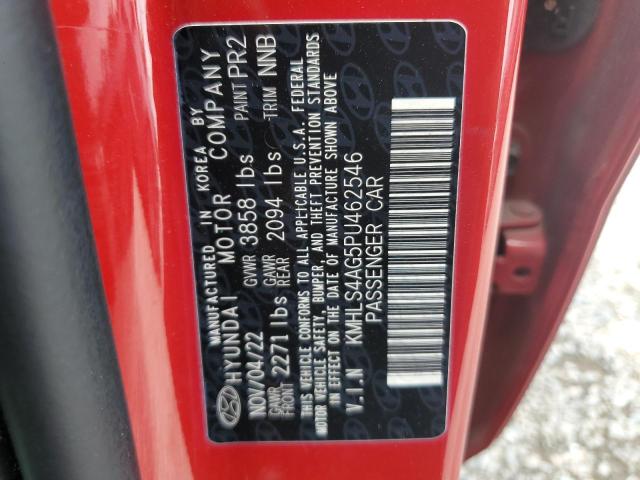 MANUFACTURED IN KOREA BY
HYUNDAI MOTOR COMPANY
NOV/04/22 GVWR 3858 lbs PAINT PR2
GAWR FRONT 2271 lbs GAWR REAR 2094 lbs TRIM NNB
THIS VEHICLE CONFORMS TO ALL APPLICABLE U.S.A. FEDERAL
MOTOR VEHICLE SAFETY, BUMPER, AND THEFT PREVENTION STANDARDS
IN EFFECT ON THE DATE OF MANUFACTURE SHOWN ABOVE
V.I.N KMHLS4AG5PU462546
PASSENGER CAR